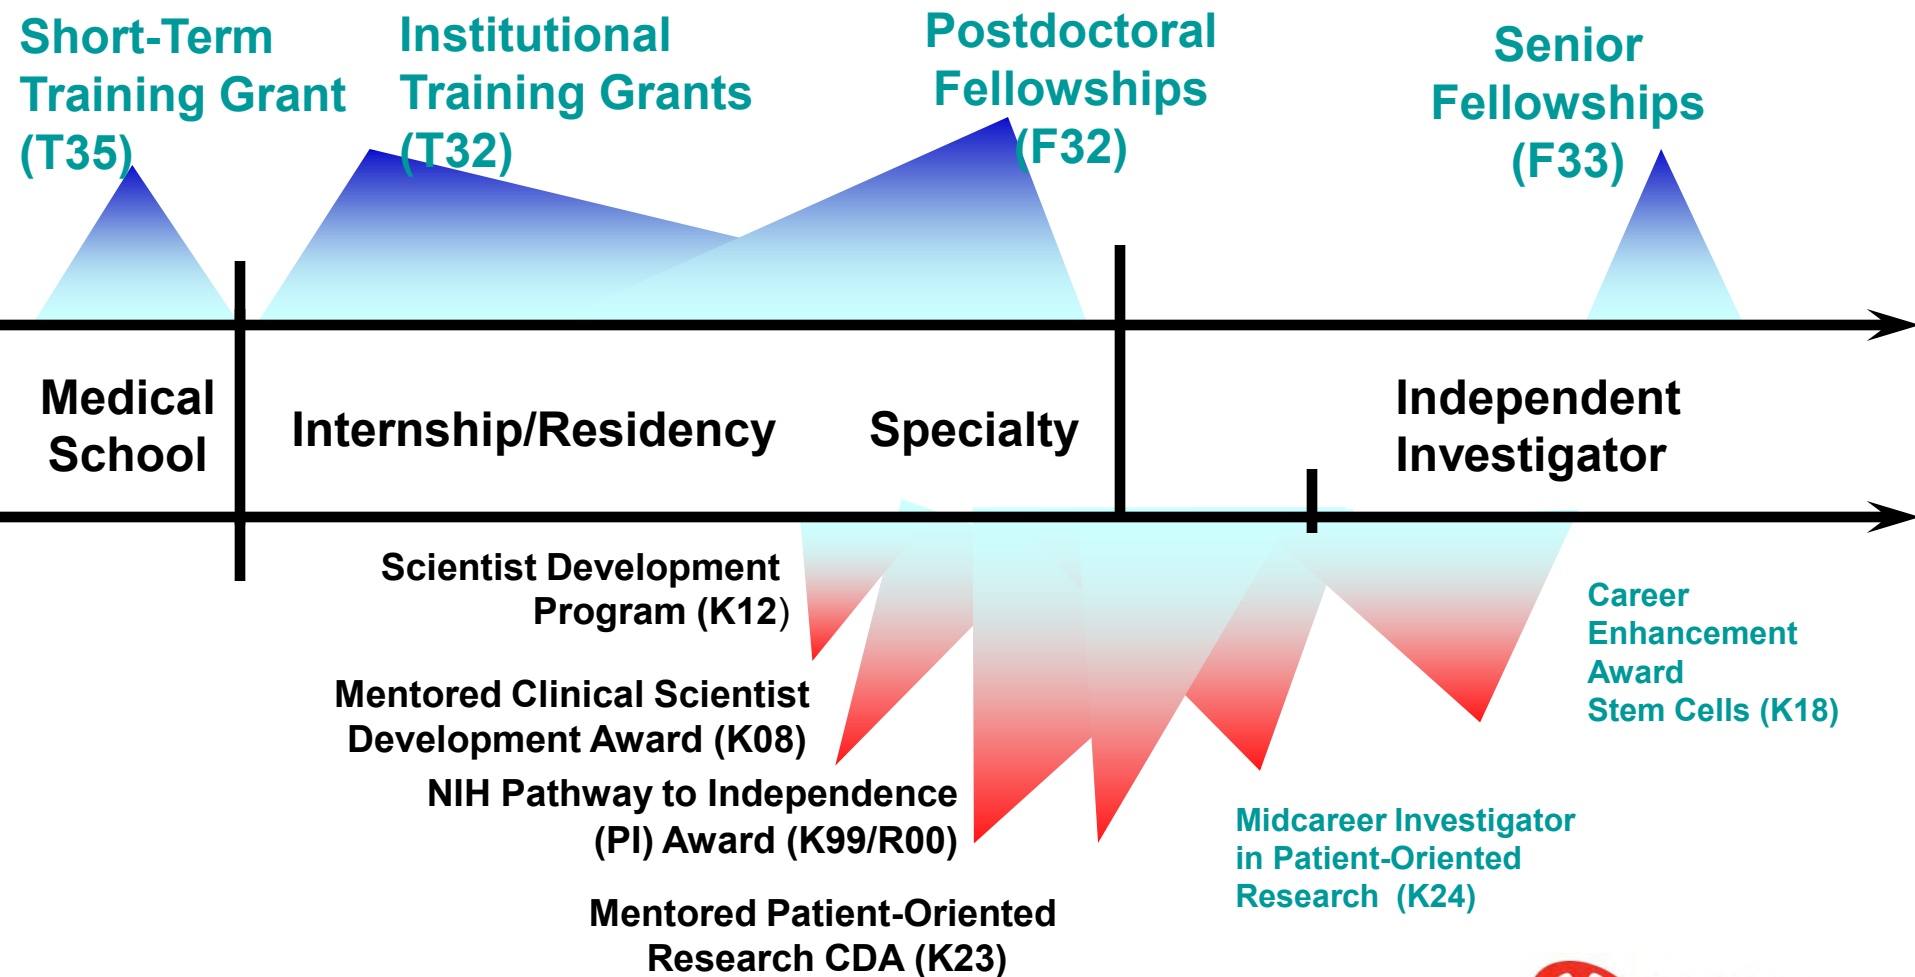 Short-Term
Training Grant
(T35)
Institutional
Training Grants
(T32)
Postdoctoral
Fellowships
(F32)
Senior
Fellowships
(F33)
Medical
School
Internship/Residency
Specialty
Independent
Investigator
Scientist Development
Program (K12)
Mentored Clinical Scientist
Development Award (K08)
NIH Pathway to Independence
(PI) Award (K99/R00)
Mentored Patient-Oriented
Research CDA (K23)
Midcareer Investigator
in Patient-Oriented
Research (K24)
Career
Enhancement
Award
Stem Cells (K18)